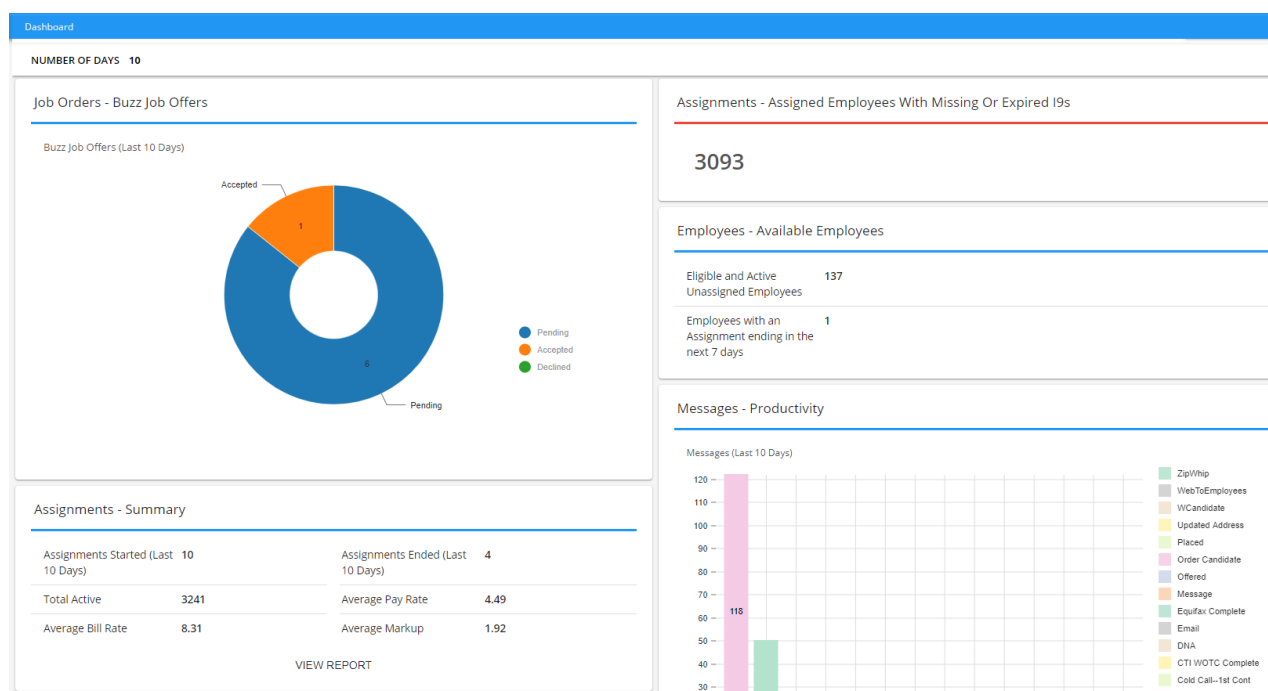 Dashboard
NUMBER OF DAYS 10
Job Orders - Buzz Job Offers
Buzz Job Offers (Last 10 Days)
Accepted
1
6
Pending
Pending
Accepted
Declined
Assignments - Summary
Assignments Started (Last 10
10 Days)
Total Active 3241
Average Bill Rate 8.31
Assignments Ended (Last 4
10 Days)
Average Pay Rate 4.49
Average Markup 1.92
VIEW REPORT
Assignments - Assigned Employees With Missing Or Expired I9s
3093
Employees - Available Employees
Eligible and Active 137
Unassigned Employees
Employees with an 1
Assignment ending in the
next 7 days
Messages - Productivity
Messages (Last 10 Days)
120
110
100
90
80
70
60
50
40
30
118
ZipWhip
WebToEmployees
WCandidate
Updated Address
Placed
Order Candidate
Offered
Message
Equifax Complete
Email
DNA
CTI WOTC Complete
Cold Call--1st Cont